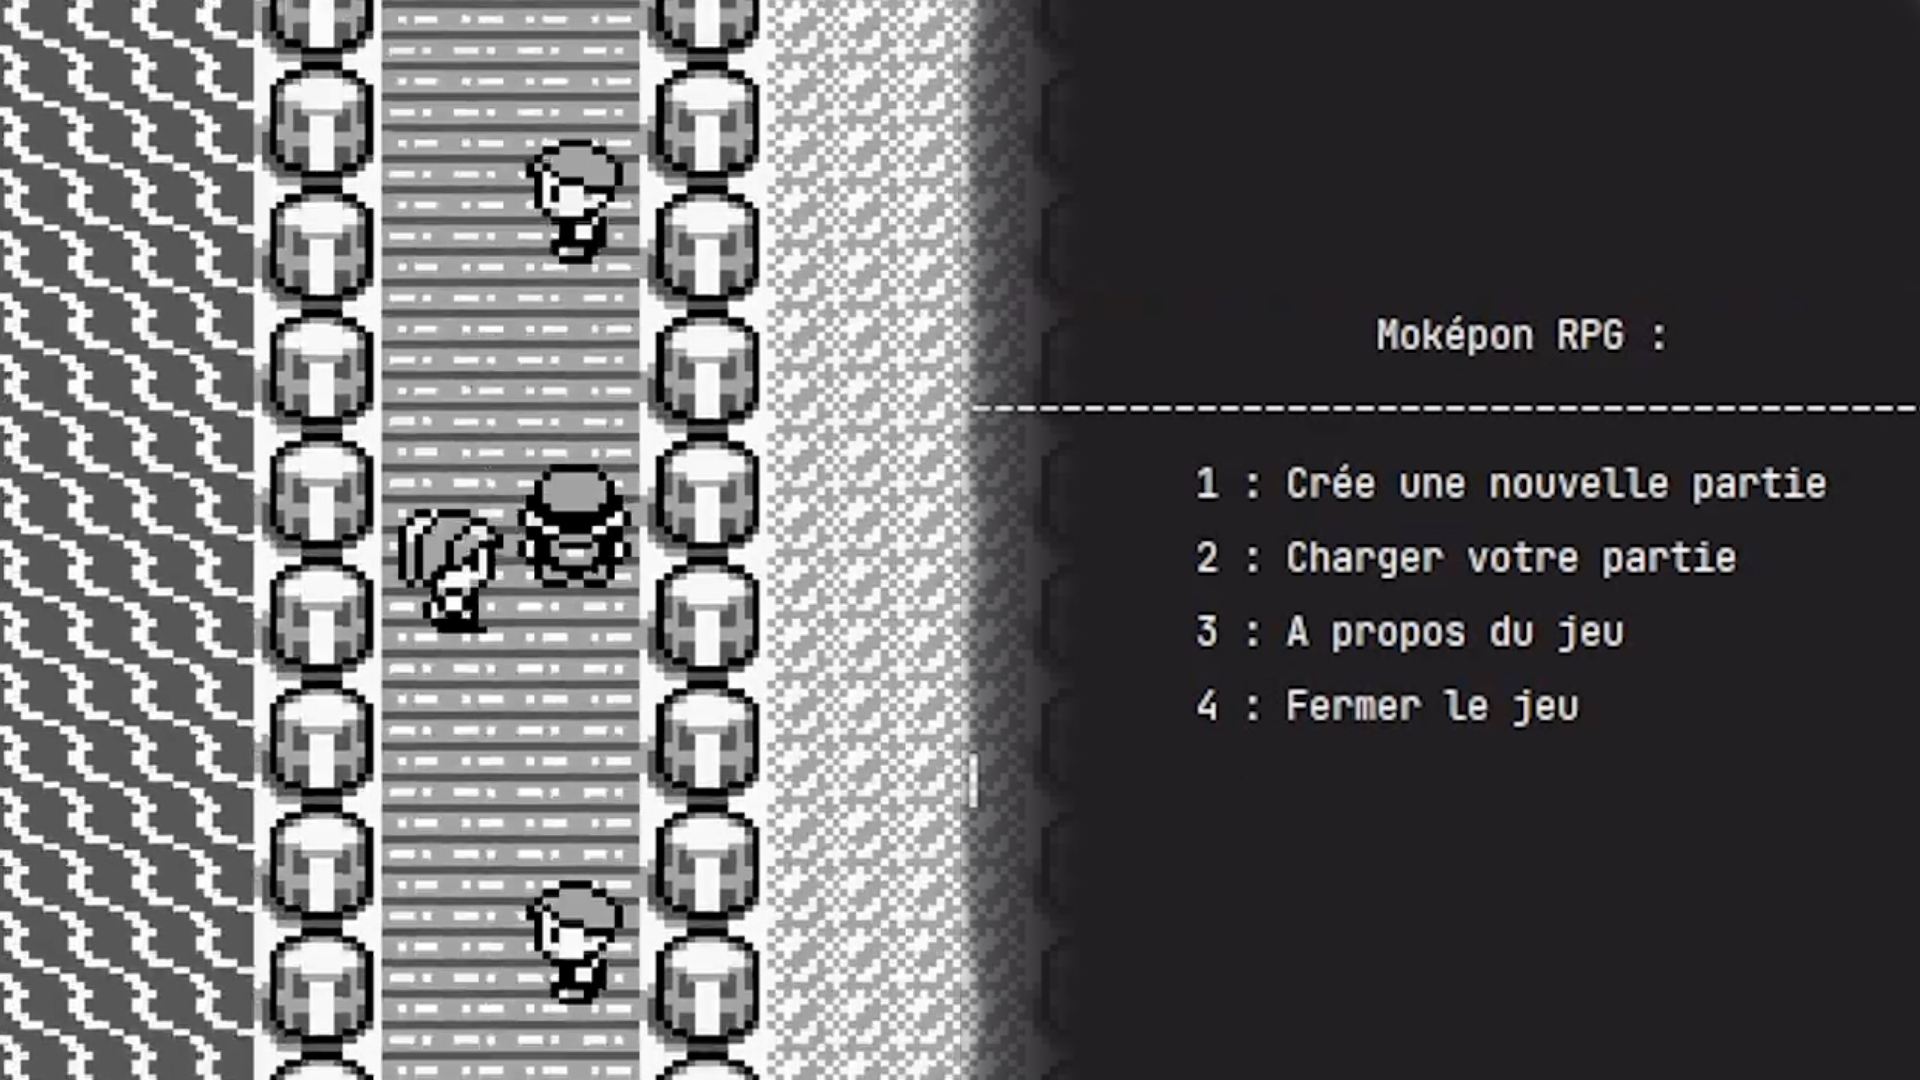 Moképon RPG :
1 : Crée une nouvelle partie
2 : Charger votre partie
3 : A propos du jeu
4 : Fermer le jeu